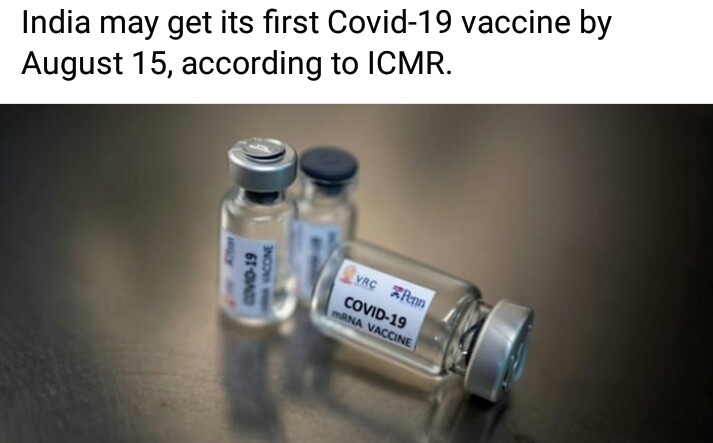 India may get its first Covid-19 vaccine by
August 15, according to ICMR.
COVID-19
VACCINE
VRC
Penn
COVID-19
mRNA VACCINE